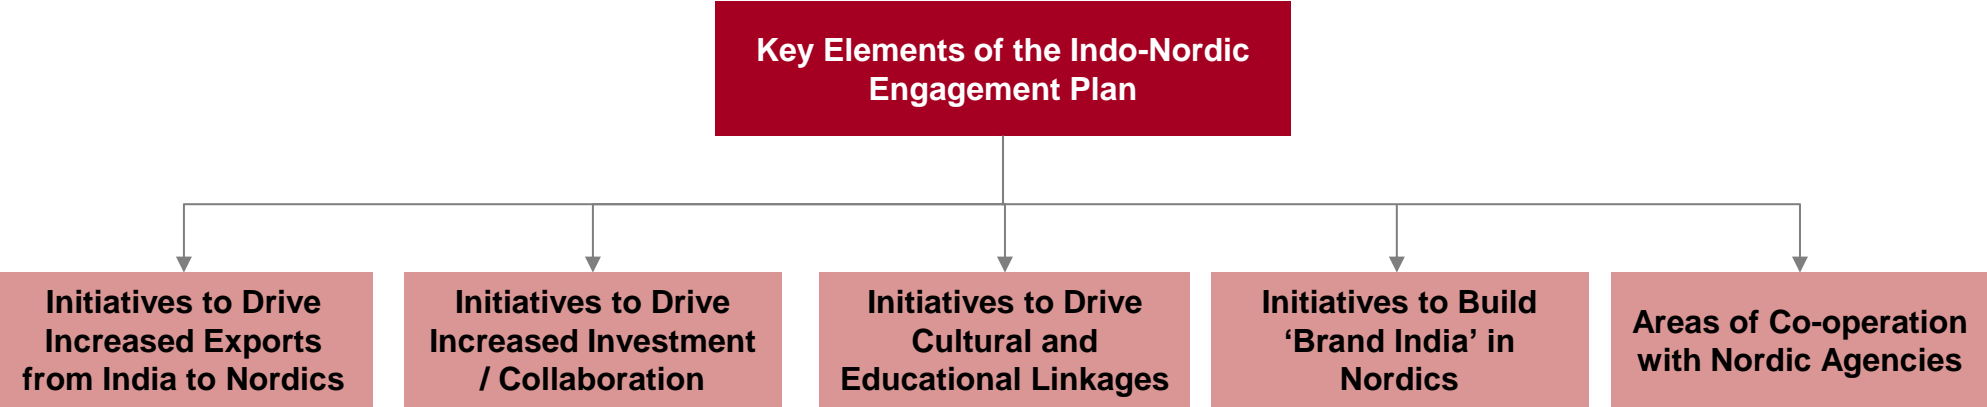 Key Elements of the Indo-Nordic
Engagement Plan
Initiatives to Drive
Increased Exports
from India to Nordics
Initiatives to Drive
Increased Investment
/ Collaboration
Initiatives to Drive
Cultural and
Educational Linkages
Initiatives to Build
‘Brand India’ in
Nordics
Areas of Co-operation
with Nordic Agencies